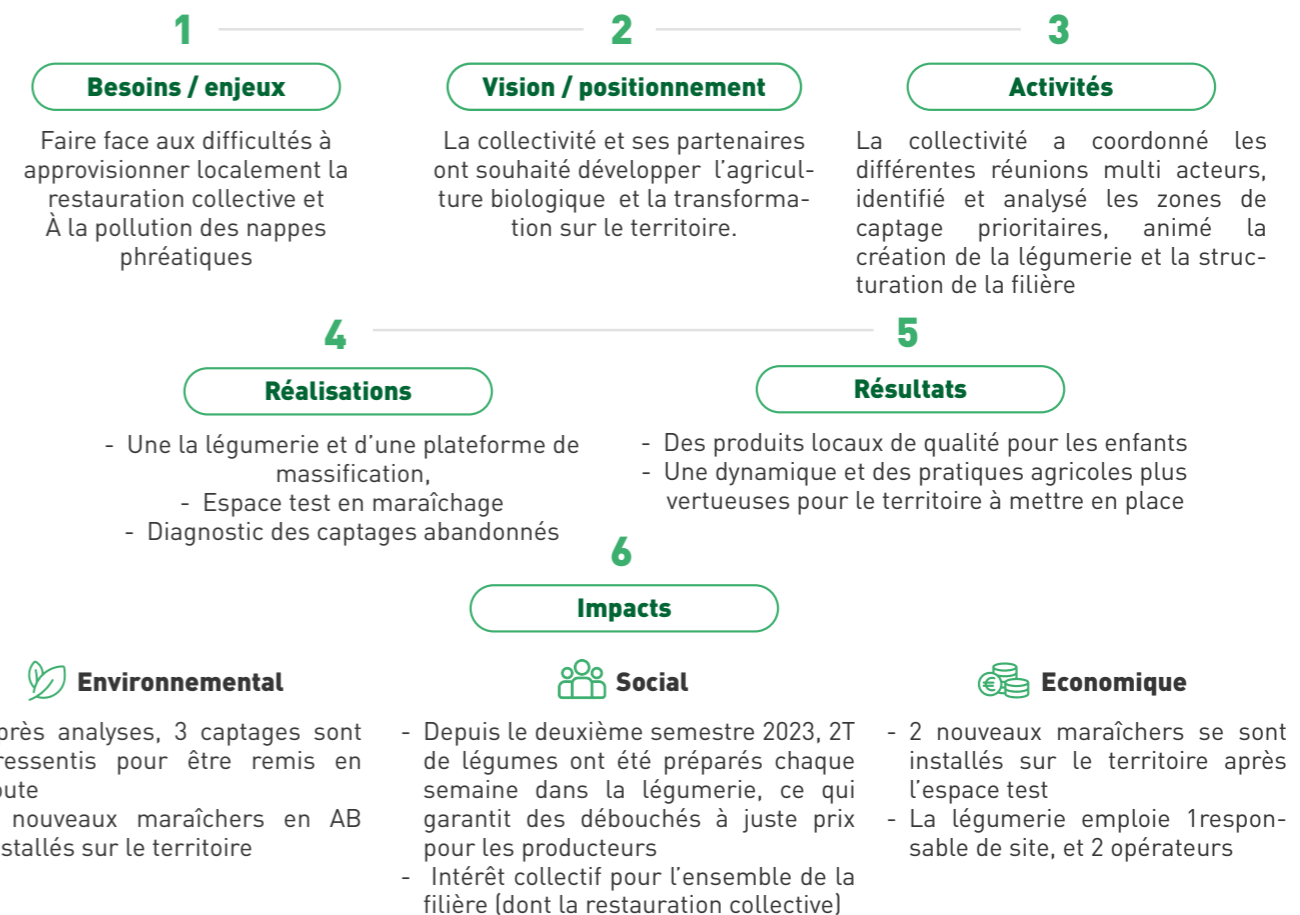 1
2
3
Besoins / enjeux
Vision / positionnement
Activités
Faire face aux difficultés à
approvisionner localement la
restauration collective et
À la pollution des nappes
phréatiques
La collectivité et ses partenaires
ont souhaité développer l’agricul-
ture biologique et la transforma-
tion sur le territoire.
La collectivité a coordonné les
différentes réunions multi acteurs,
identifié et analysé les zones de
captage prioritaires, animé la
création de la légumerie et la struc-
turation de la filière
4
5
Réalisations
Résultats
- Une la légumerie et d’une plateforme de
massification,
- Espace test en maraîchage
- Diagnostic des captages abandonnés
- Des produits locaux de qualité pour les enfants
- Une dynamique et des pratiques agricoles plus
vertueuses pour le territoire à mettre en place
6
Impacts
Environnemental
près analyses, 3 captages sont
ressentis pour être remis en
oute
nouveaux maraîchers en AB
stallés sur le territoire
Social
- Depuis le deuxième semestre 2023, 2T
de légumes ont été préparés chaque
semaine dans la légumerie, ce qui
garantit des débouchés à juste prix
pour les producteurs
- Intérêt collectif pour l’ensemble de la
filière (dont la restauration collective)
Economique
- 2 nouveaux maraîchers se sont
installés sur le territoire après
l’espace test
- La légumerie emploie 1respon-
sable de site, et 2 opérateurs